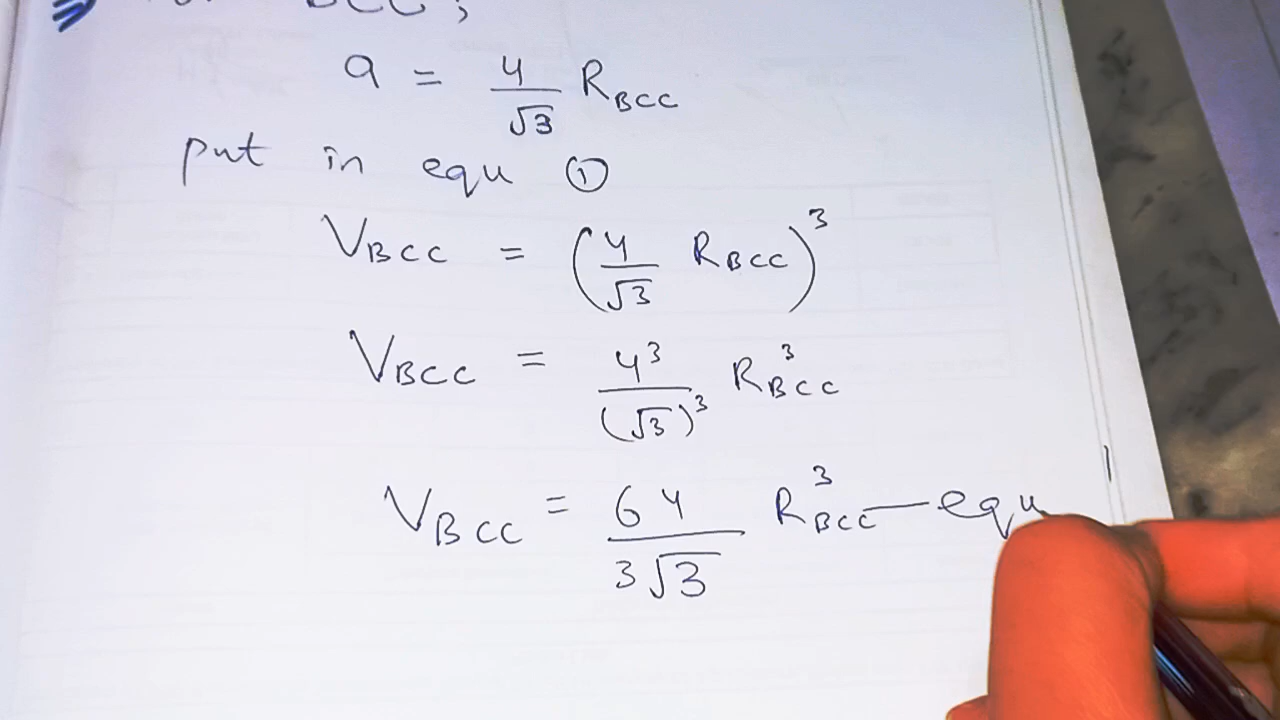 BCC;
a = 4/√3 R_BCC
put in equ ①
V_BCC = (4/√3 R_BCC)³
V_BCC = 4³/(√3)³ R³_BCC
V_BCC = 64/3√3 R³_BCC — equ